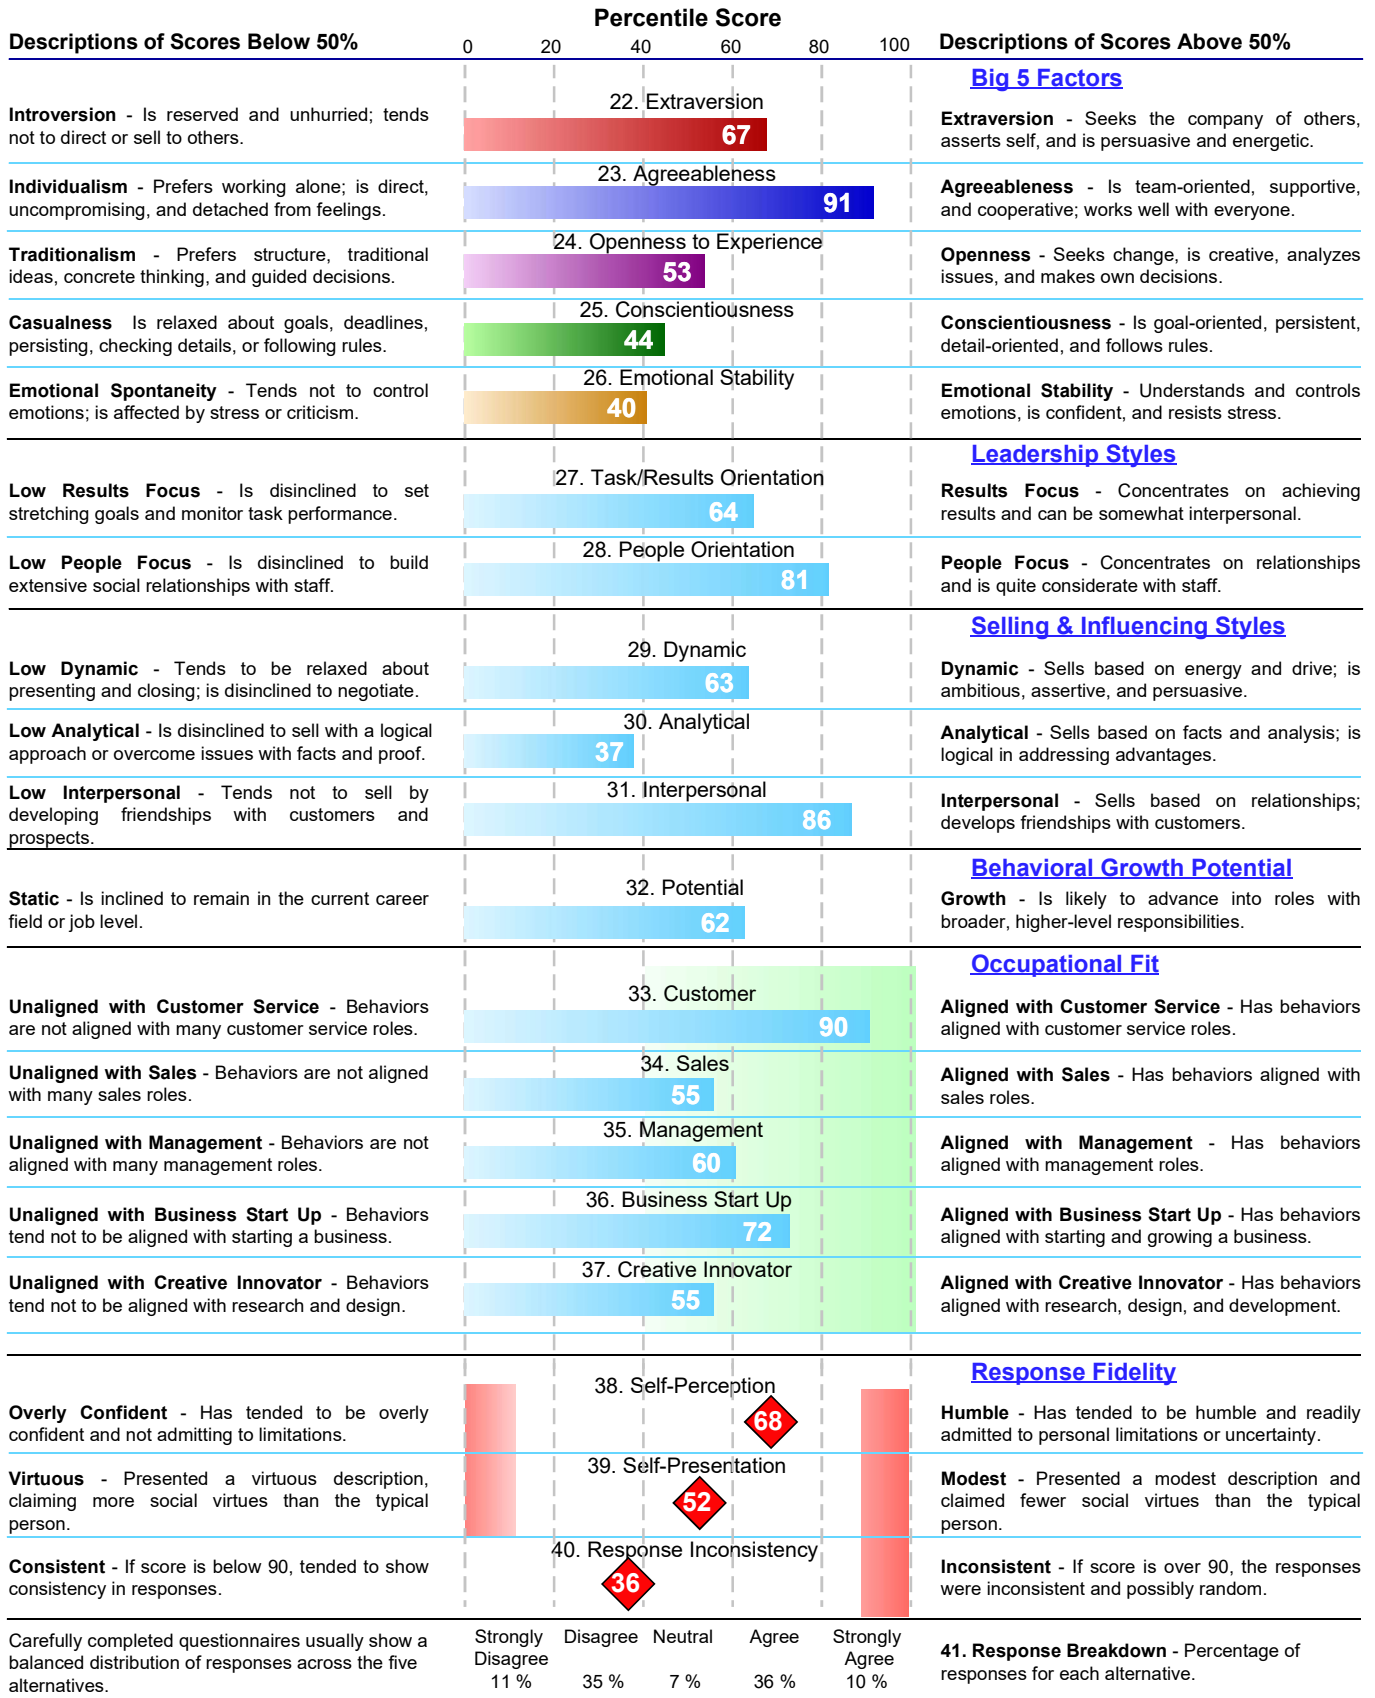 Percentile Score
Descriptions of Scores Below 50%
0 20 40 60 80 100
Descriptions of Scores Above 50%
Big 5 Factors
Introversion - Is reserved and unhurried; tends
not to direct or sell to others.
22. Extraversion
67
Extraversion - Seeks the company of others,
asserts self, and is persuasive and energetic.
Individualism - Prefers working alone; is direct,
uncompromising, and detached from feelings.
23. Agreeableness
91
Agreeableness - Is team-oriented, supportive,
and cooperative; works well with everyone.
Traditionalism - Prefers structure, traditional
ideas, concrete thinking, and guided decisions.
24. Openness to Experience
53
Openness - Seeks change, is creative, analyzes
issues, and makes own decisions.
Casualness Is relaxed about goals, deadlines,
persisting, checking details, or following rules.
25. Conscientiousness
44
Conscientiousness - Is goal-oriented, persistent,
detail-oriented, and follows rules.
Emotional Spontaneity - Tends not to control
emotions; is affected by stress or criticism.
26. Emotional Stability
40
Emotional Stability - Understands and controls
emotions, is confident, and resists stress.
Leadership Styles
Low Results Focus - Is disinclined to set
stretching goals and monitor task performance.
27. Task/Results Orientation
64
Results Focus - Concentrates on achieving
results and can be somewhat interpersonal.
Low People Focus - Is disinclined to build
extensive social relationships with staff.
28. People Orientation
81
People Focus - Concentrates on relationships
and is quite considerate with staff.
Selling & Influencing Styles
Low Dynamic - Tends to be relaxed about
presenting and closing; is disinclined to negotiate.
29. Dynamic
63
Dynamic - Sells based on energy and drive; is
ambitious, assertive, and persuasive.
Low Analytical - Is disinclined to sell with a logical
approach or overcome issues with facts and proof.
30. Analytical
37
Analytical - Sells based on facts and analysis; is
logical in addressing advantages.
Low Interpersonal - Tends not to sell by
developing friendships with customers and
prospects.
31. Interpersonal
86
Interpersonal - Sells based on relationships;
develops friendships with customers.
Behavioral Growth Potential
Static - Is inclined to remain in the current career
field or job level.
32. Potential
62
Growth - Is likely to advance into roles with
broader, higher-level responsibilities.
Occupational Fit
Unaligned with Customer Service - Behaviors
are not aligned with many customer service roles.
33. Customer
90
Aligned with Customer Service - Has behaviors
aligned with customer service roles.
Unaligned with Sales - Behaviors are not aligned
with many sales roles.
34. Sales
55
Aligned with Sales - Has behaviors aligned with
sales roles.
Unaligned with Management - Behaviors are not
aligned with many management roles.
35. Management
60
Aligned with Management - Has behaviors
aligned with management roles.
Unaligned with Business Start Up - Behaviors
tend not to be aligned with starting a business.
36. Business Start Up
72
Aligned with Business Start Up - Has behaviors
aligned with starting and growing a business.
Unaligned with Creative Innovator - Behaviors
tend not to be aligned with research and design.
37. Creative Innovator
55
Aligned with Creative Innovator - Has behaviors
aligned with research, design, and development.
Response Fidelity
Overly Confident - Has tended to be overly
confident and not admitting to limitations.
38. Self-Perception
68
Humble - Has tended to be humble and readily
admitted to personal limitations or uncertainty.
Virtuous - Presented a virtuous description,
claiming more social virtues than the typical
person.
39. Self-Presentation
52
Modest - Presented a modest description and
claimed fewer social virtues than the typical
person.
Consistent - If score is below 90, tended to show
consistency in responses.
40. Response Inconsistency
36
Inconsistent - If score is over 90, the responses
were inconsistent and possibly random.
Carefully completed questionnaires usually show a
balanced distribution of responses across the five
alternatives.
Strongly Disagree Neutral Agree Strongly
Disagree Agree
11 % 35 % 7 % 36 % 10 %
41. Response Breakdown - Percentage of
responses for each alternative.